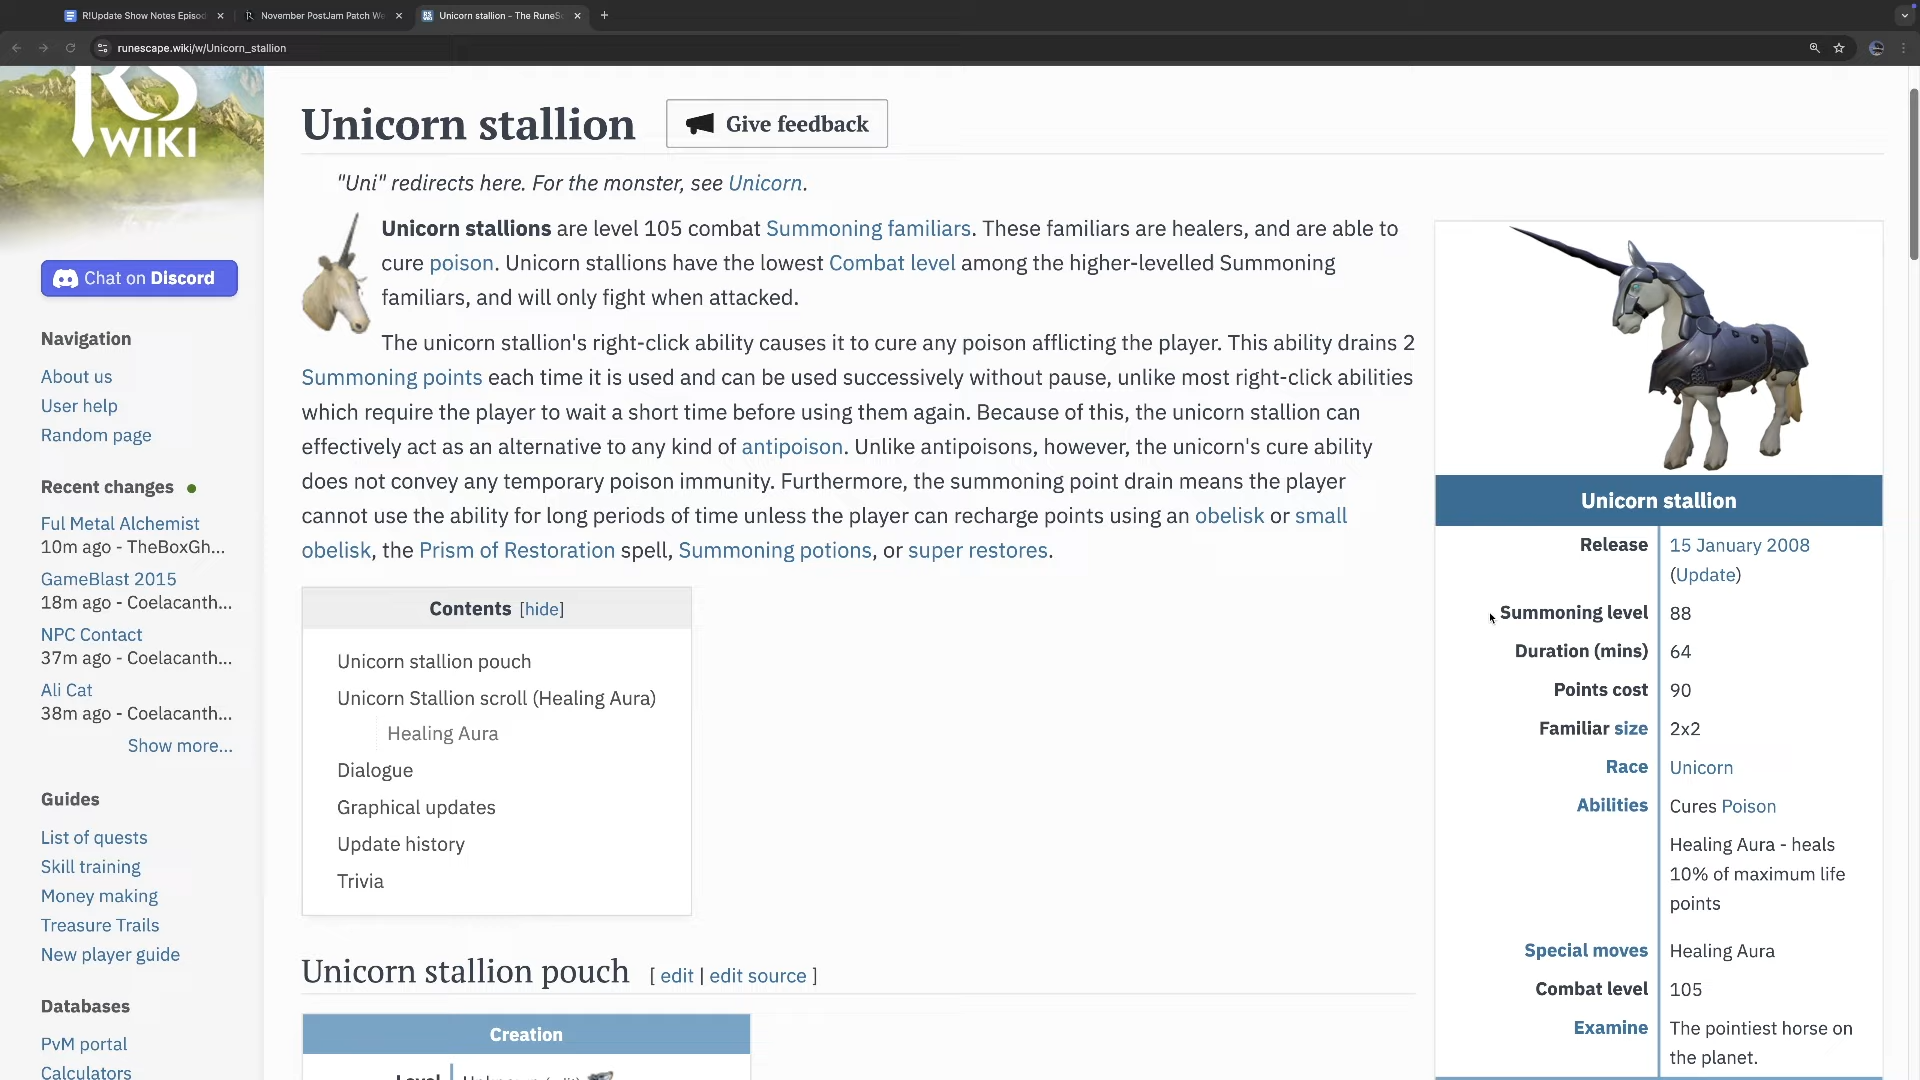 R!Update Show Notes Episod
November PostJam Patch We
Unicorn stallion - The RuneSc
runescape.wiki/w/Unicorn_stallion
RS
WIKI
Chat on Discord
Navigation
About us
User help
Random page
Recent changes
Ful Metal Alchemist
10m ago - TheBoxGh...
GameBlast 2015
18m ago - Coelacanth...
NPC Contact
37m ago - Coelacanth...
Ali Cat
38m ago - Coelacanth...
Show more...
Guides
List of quests
Skill training
Money making
Treasure Trails
New player guide
Databases
PvM portal
Calculators
Unicorn stallion
Give feedback
"Uni" redirects here. For the monster, see Unicorn.
Unicorn stallions are level 105 combat Summoning familiars. These familiars are healers, and are able to
cure poison. Unicorn stallions have the lowest Combat level among the higher-levelled Summoning
familiars, and will only fight when attacked.
The unicorn stallion's right-click ability causes it to cure any poison afflicting the player. This ability drains 2
Summoning points each time it is used and can be used successively without pause, unlike most right-click abilities
which require the player to wait a short time before using them again. Because of this, the unicorn stallion can
effectively act as an alternative to any kind of antipoison. Unlike antipoisons, however, the unicorn's cure ability
does not convey any temporary poison immunity. Furthermore, the summoning point drain means the player
cannot use the ability for long periods of time unless the player can recharge points using an obelisk or small
obelisk, the Prism of Restoration spell, Summoning potions, or super restores.
Contents [hide]
Unicorn stallion pouch
Unicorn Stallion scroll (Healing Aura)
Healing Aura
Dialogue
Graphical updates
Update history
Trivia
Unicorn stallion pouch [ edit | edit source ]
Creation
Level
Unicorn stallion
Release 15 January 2008
(Update)
Summoning level 88
Duration (mins) 64
Points cost 90
Familiar size 2x2
Race Unicorn
Abilities Cures Poison
Healing Aura - heals
10% of maximum life
points
Special moves Healing Aura
Combat level 105
Examine The pointiest horse on
the planet.